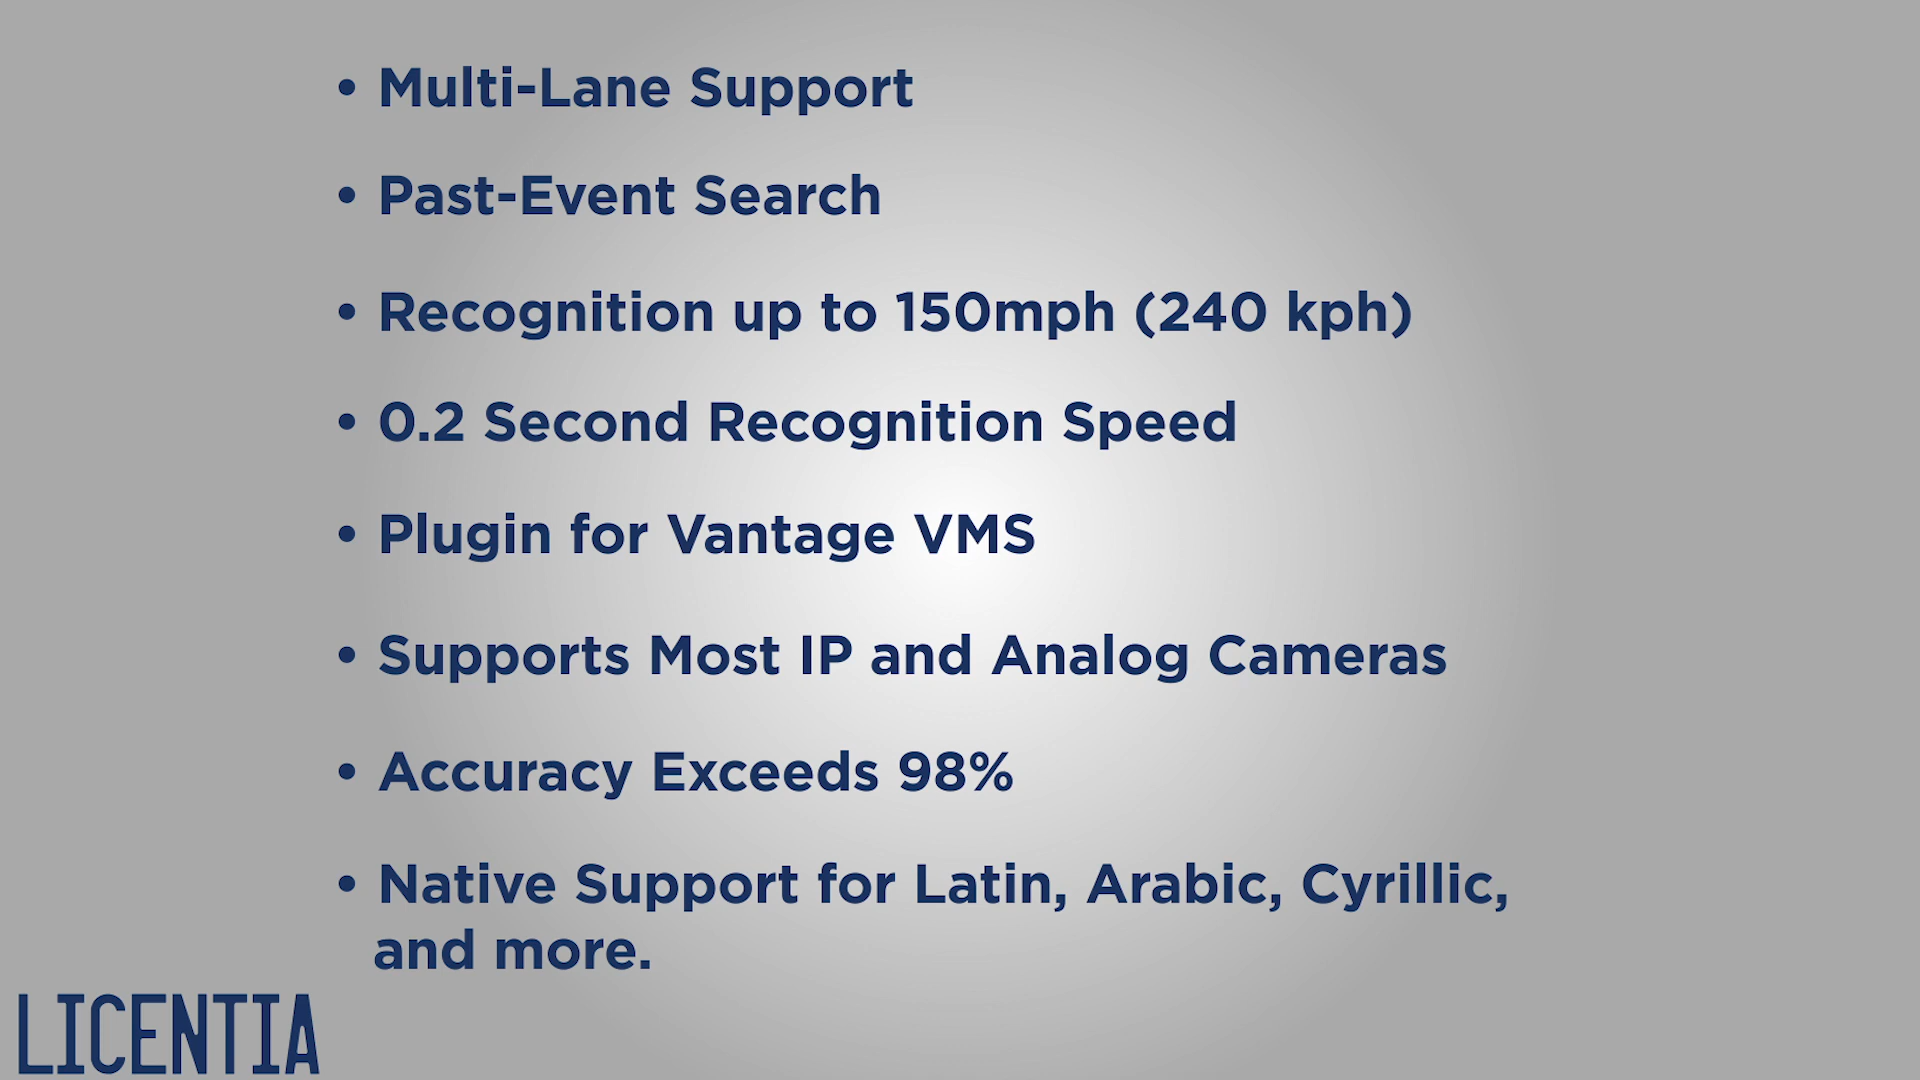 • Multi-Lane Support
• Past-Event Search
• Recognition up to 150mph (240 kph)
• 0.2 Second Recognition Speed
• Plugin for Vantage VMS
• Supports Most IP and Analog Cameras
• Accuracy Exceeds 98%
• Native Support for Latin, Arabic, Cyrillic,
and more.
LICENTIA